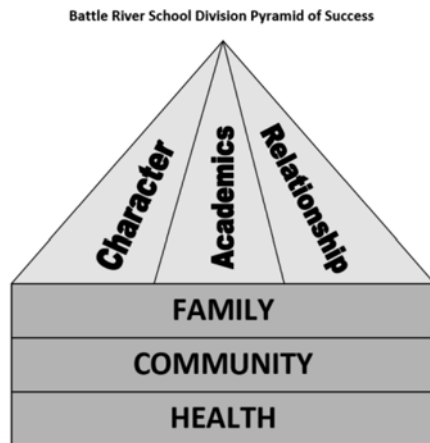 Battle River School Division Pyramid of Success
Character
Academics
Relationship
FAMILY
COMMUNITY
HEALTH